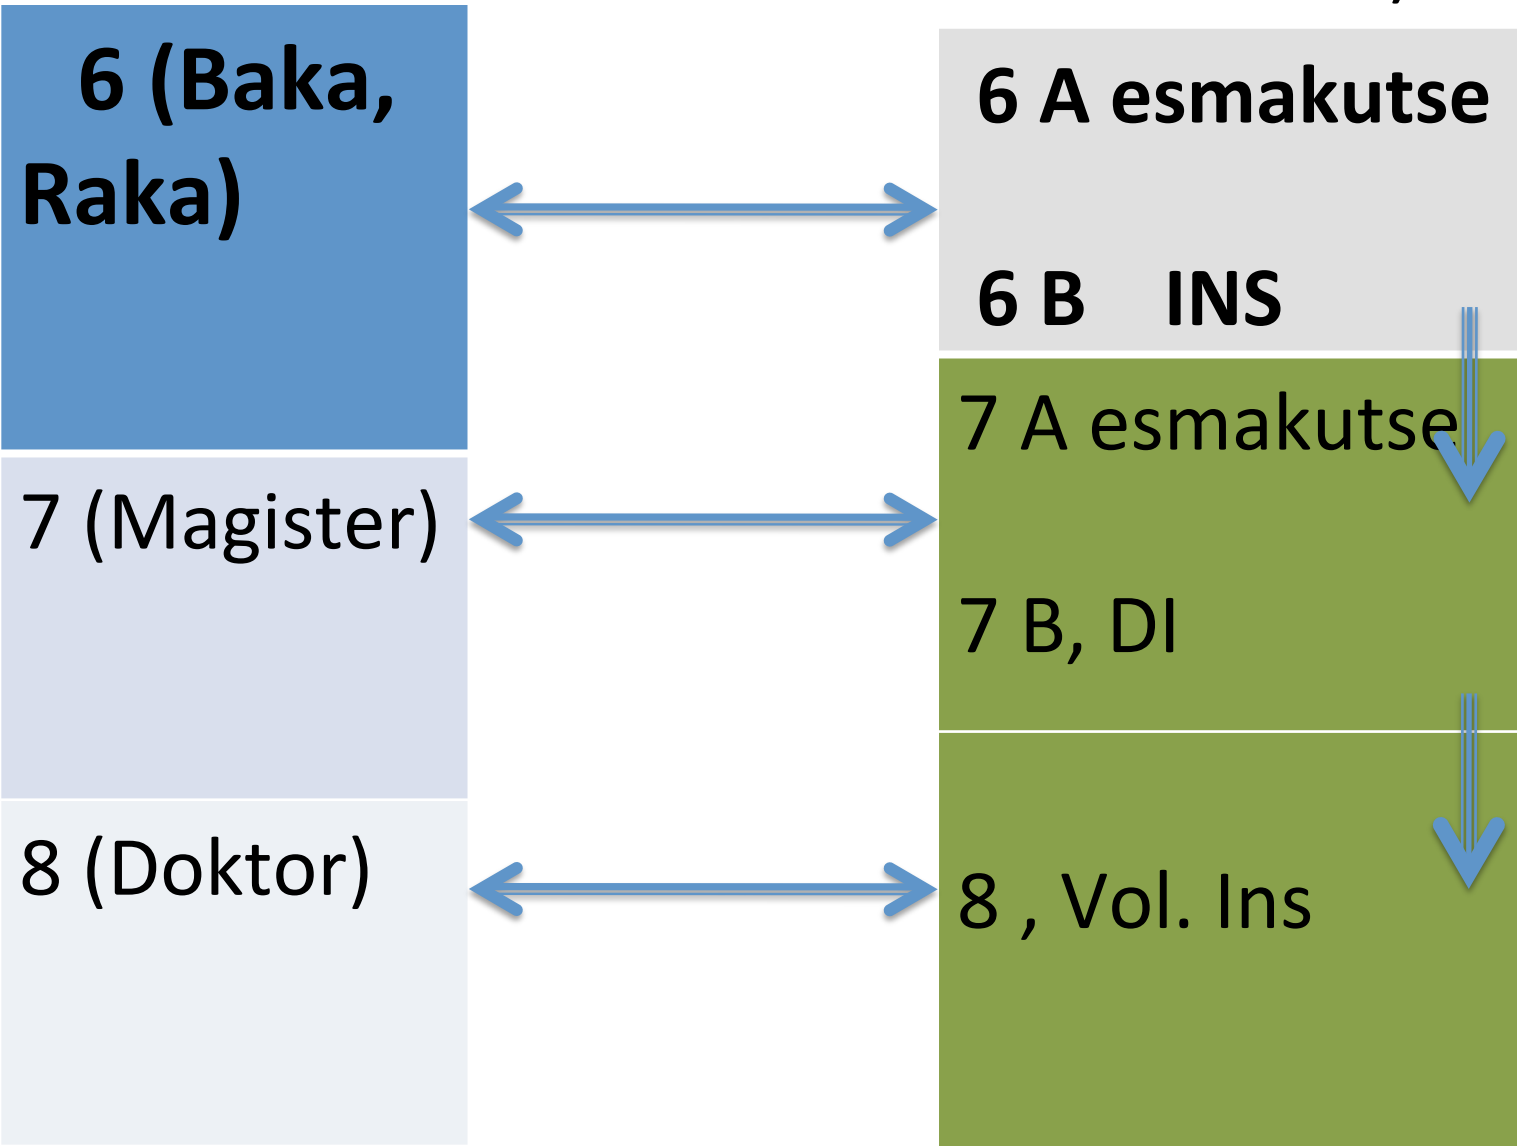 6 (Baka,
Raka)
7 (Magister)
8 (Doktor)
6 A esmakutse
6 B INS
7 A esmakutse
7 B, DI
8 , Vol. Ins